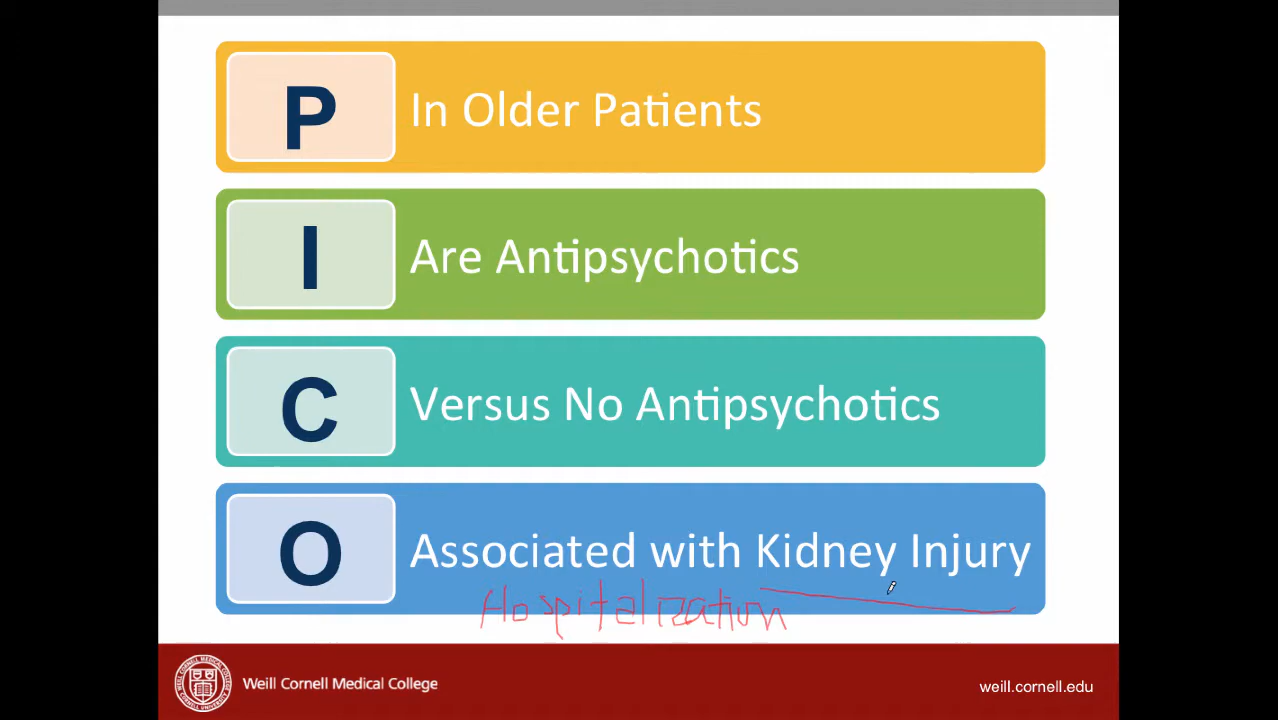 P
In Older Patients
I
Are Antipsychotics
C
Versus No Antipsychotics
O
Associated with Kidney Injury
Hospitalization
Weill Cornell Medical College
weill.cornell.edu